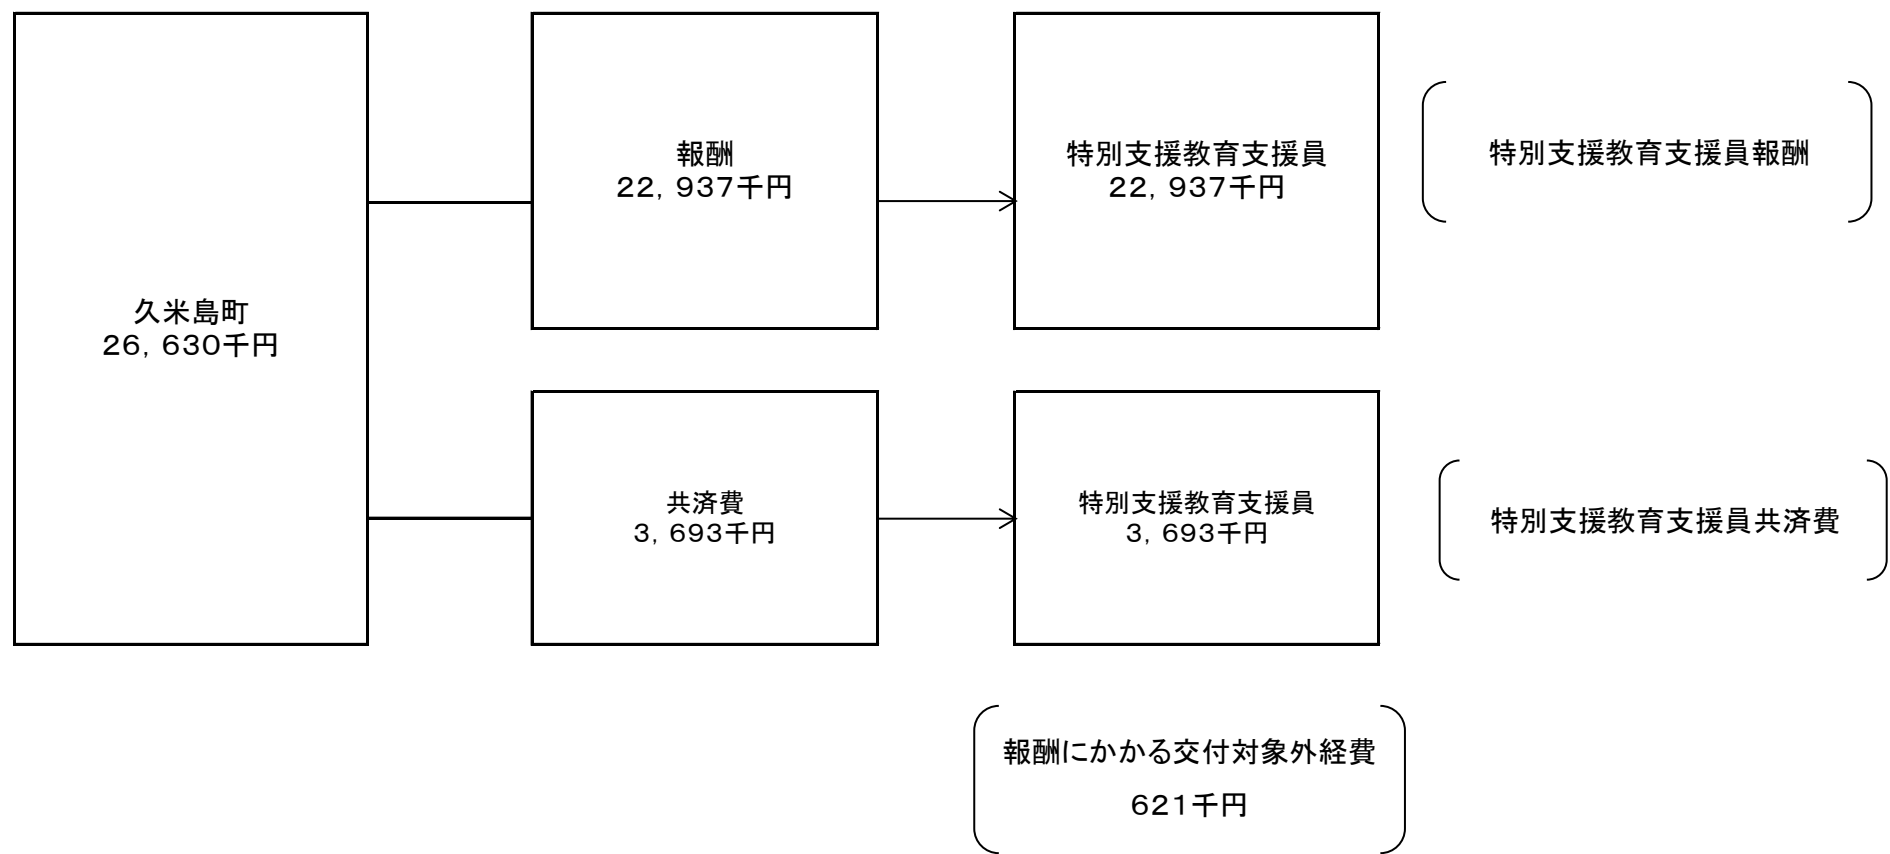 久米島町
２６，６３０千円
報酬
２２，９３７千円
特別支援教育支援員
２２，９３７千円
特別支援教育支援員報酬
共済費
３，６９３千円
特別支援教育支援員
３，６９３千円
特別支援教育支援員共済費
報酬にかかる交付対象外経費
６２１千円